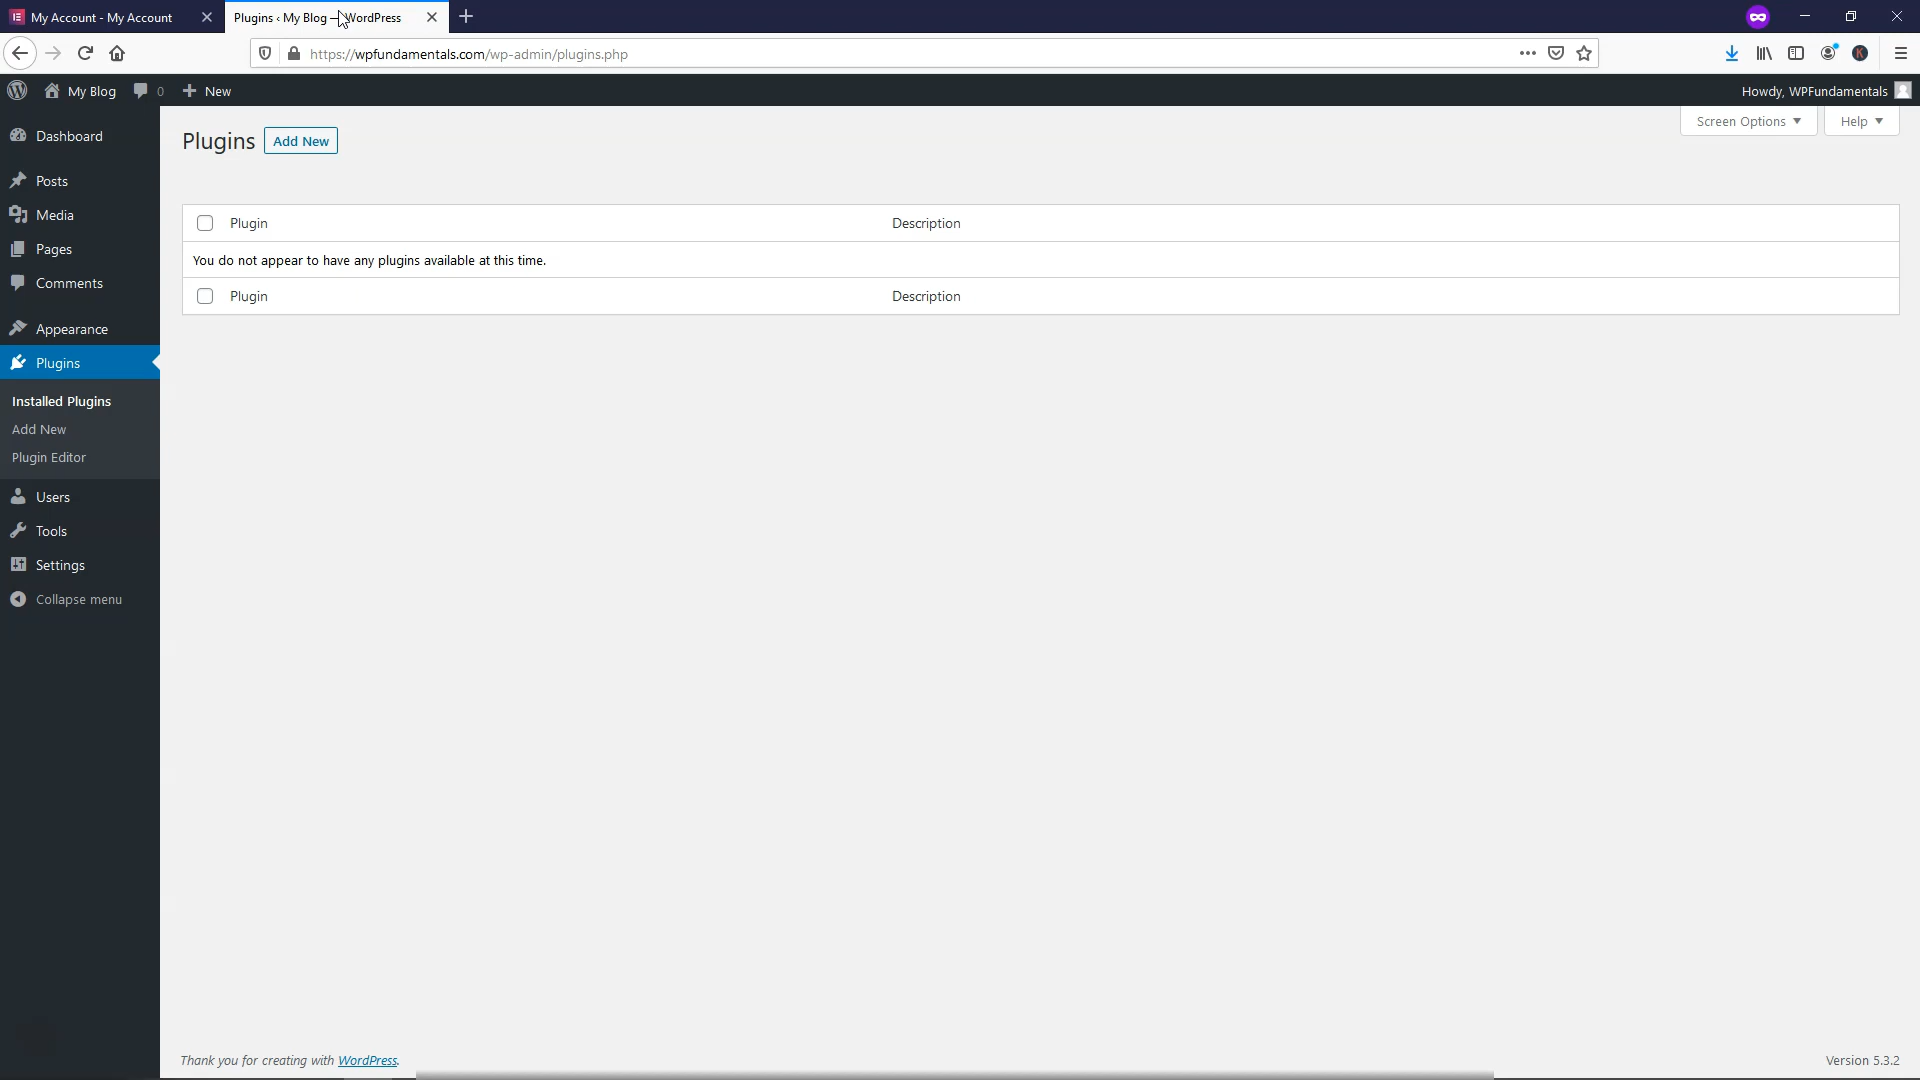 My Account - My Account
Plugins ‹ My Blog — WordPress
https://wpfundamentals.com/wp-admin/plugins.php
My Blog
0
New
Howdy, WPFundamentals
Screen Options
Help
Plugins
Add New
Dashboard
Posts
Media
Pages
Comments
Appearance
Plugins
Installed Plugins
Add New
Plugin Editor
Users
Tools
Settings
Collapse menu
Plugin
Description
You do not appear to have any plugins available at this time.
Plugin
Description
Thank you for creating with WordPress.
Version 5.3.2